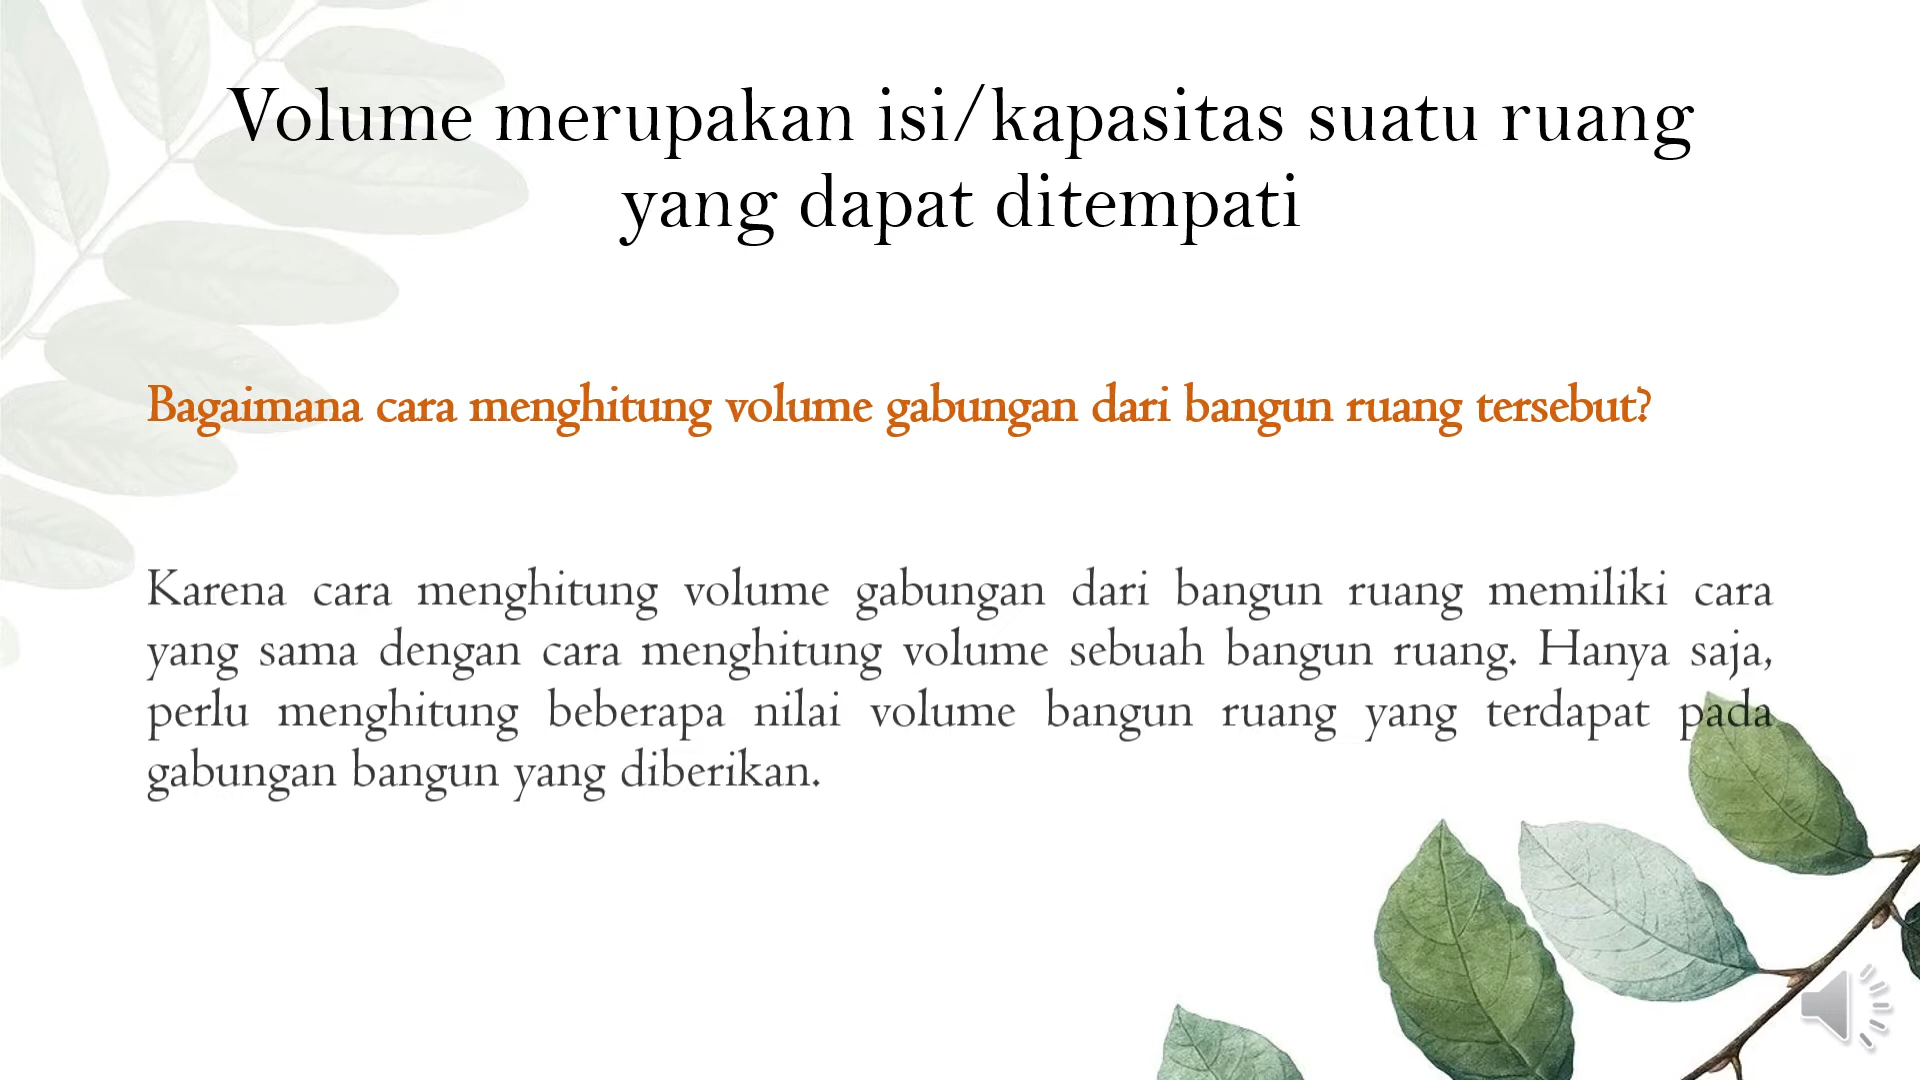 Volume merupakan isi/kapasitas suatu ruang
yang dapat ditempati
Bagaimana cara menghitung volume gabungan dari bangun ruang tersebut?
Karena cara menghitung volume gabungan dari bangun ruang memiliki cara
yang sama dengan cara menghitung volume sebuah bangun ruang. Hanya saja,
perlu menghitung beberapa nilai volume bangun ruang yang terdapat pada
gabungan bangun yang diberikan.